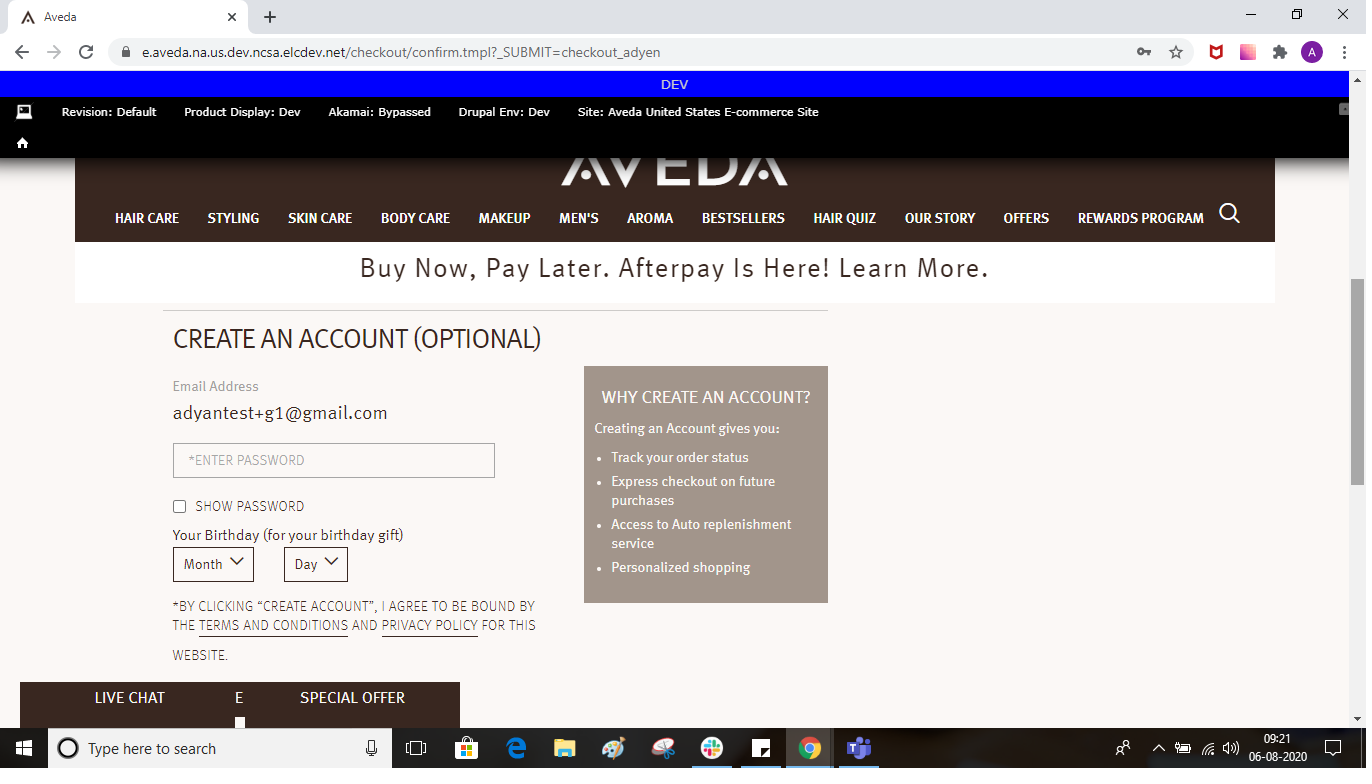 Aveda
e.aveda.na.us.dev.ncsa.elcdev.net/checkout/confirm.tmpl?_SUBMIT=checkout_adyen
A
DEV
Revision: Default Product Display: Dev Akamai: Bypassed Drupal Env: Dev Site: Aveda United States E-commerce Site
AVEDA
HAIR CARE STYLING SKIN CARE BODY CARE MAKEUP MEN'S AROMA BESTSELLERS HAIR QUIZ OUR STORY OFFERS REWARDS PROGRAM
Buy Now, Pay Later. Afterpay Is Here! Learn More.
CREATE AN ACCOUNT (OPTIONAL)
Email Address
adyantest+g1@gmail.com
*ENTER PASSWORD
SHOW PASSWORD
Your Birthday (for your birthday gift)
Month Day
*BY CLICKING “CREATE ACCOUNT”, I AGREE TO BE BOUND BY
THE TERMS AND CONDITIONS AND PRIVACY POLICY FOR THIS
WEBSITE.
WHY CREATE AN ACCOUNT?
Creating an Account gives you:
• Track your order status
• Express checkout on future
purchases
• Access to Auto replenishment
service
• Personalized shopping
LIVE CHAT E SPECIAL OFFER
Type here to search
09:21
06-08-2020